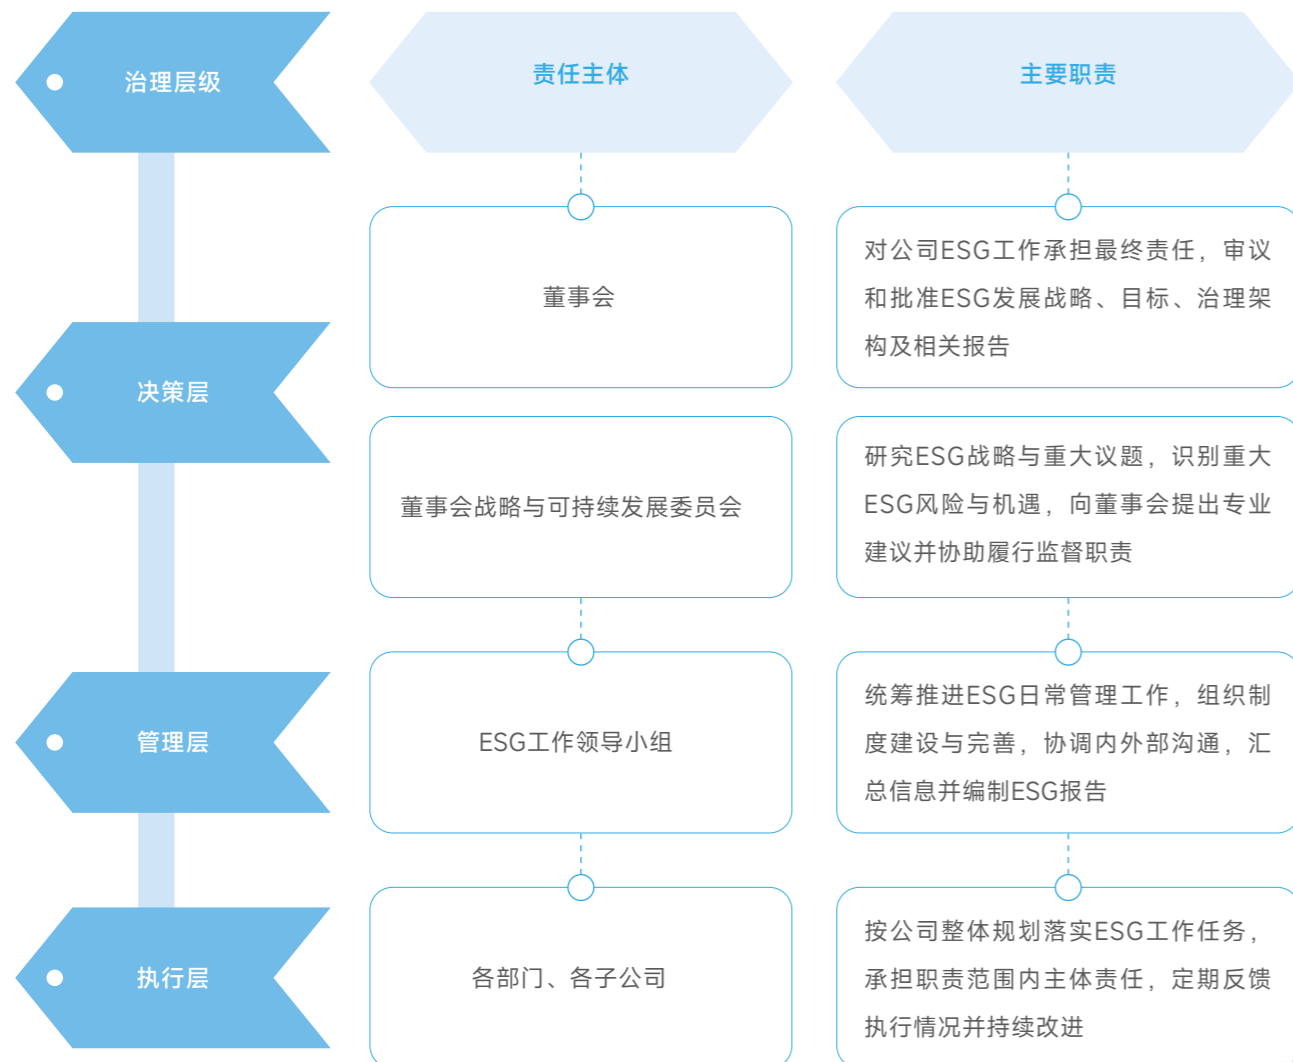 治理层级
责任主体
主要职责
决策层
董事会
对公司ESG工作承担最终责任，审议
和批准ESG发展战略、目标、治理架
构及相关报告
董事会战略与可持续发展委员会
研究ESG战略与重大议题，识别重大
ESG风险与机遇，向董事会提出专业
建议并协助履行监督职责
管理层
ESG工作领导小组
统筹推进ESG日常管理工作，组织制
度建设与完善，协调内外部沟通，汇
总信息并编制ESG报告
执行层
各部门、各子公司
按公司整体规划落实ESG工作任务，
承担职责范围内主体责任，定期反馈
执行情况并持续改进